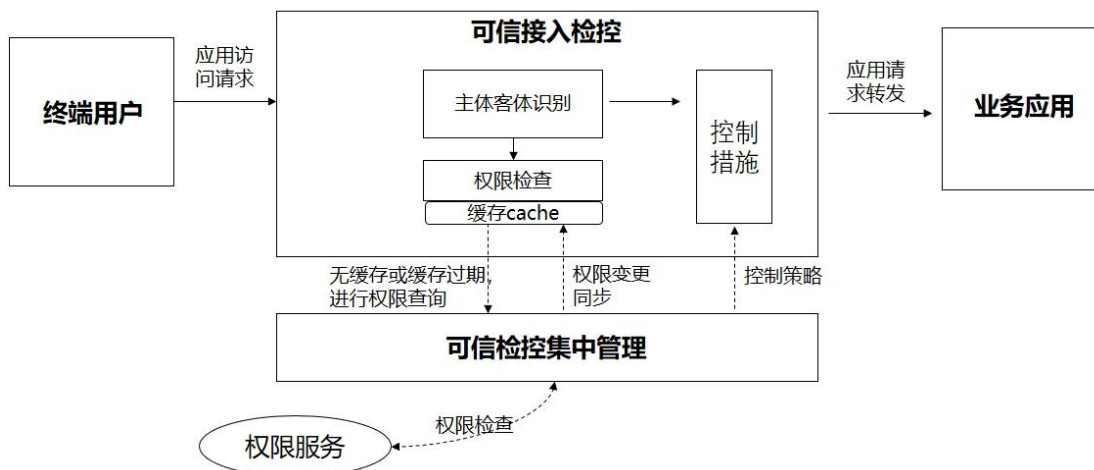 可信接入检控
终端用户
应用访
问请求
主体客体识别
权限检查
缓存cache
控制
措施
应用请
求转发
业务应用
无缓存或缓存过期，
进行权限查询
权限变更
同步
控制策略
可信检控集中管理
权限检查
权限服务